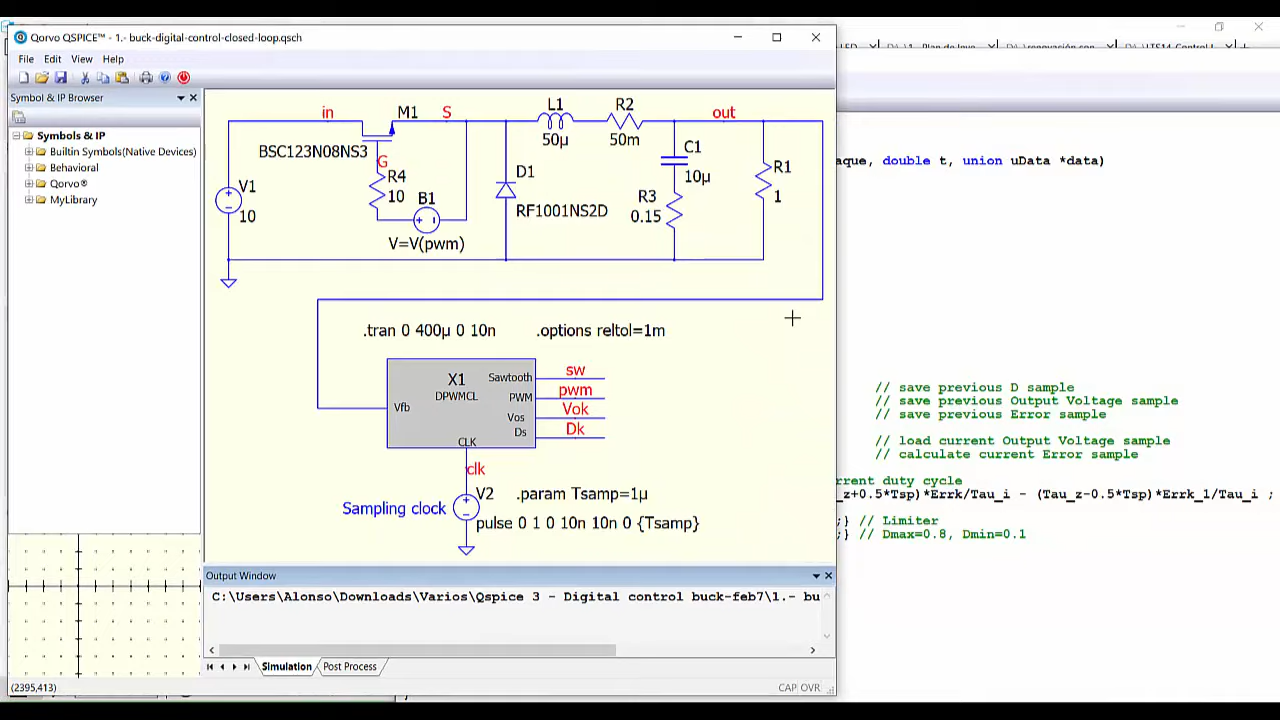 Qorvo QSPICE™ - 1.- buck-digital-control-closed-loop.qsch
File Edit View Help
Symbol & IP Browser
Symbols & IP
Builtin Symbols(Native Devices)
Behavioral
Qorvo®
MyLibrary
in
M1
S
L1
R2
out
BSC123N08NS3
50µ
50m
G
R4
10
B1
V=V(pwm)
V1
10
D1
RF1001NS2D
C1
10µ
R3
0.15
R1
1
.tran 0 400µ 0 10n
.options reltol=1m
X1
DPWMCL
Sawtooth
PWM
Vfb
Vos
Ds
CLK
sw
pwm
Vok
Dk
clk
V2
.param Tsamp=1µ
Sampling clock
pulse 0 1 0 10n 10n 0 {Tsamp}
Output Window
C:\Users\Alonso\Downloads\Varios\Qspice 3 - Digital control buck-feb7\1.- bu
Simulation
Post Process
(2395,413)
CAP OVR
aque, double t, union uData *data)
// save previous D sample
// save previous Output Voltage sample
// save previous Error sample
// load current Output Voltage sample
// calculate current Error sample
rrent duty cycle
_z+0.5*Tsp)*Errk/Tau_i - (Tau_z-0.5*Tsp)*Errk_1/Tau_i ;
;} // Limiter
;} // Dmax=0.8, Dmin=0.1